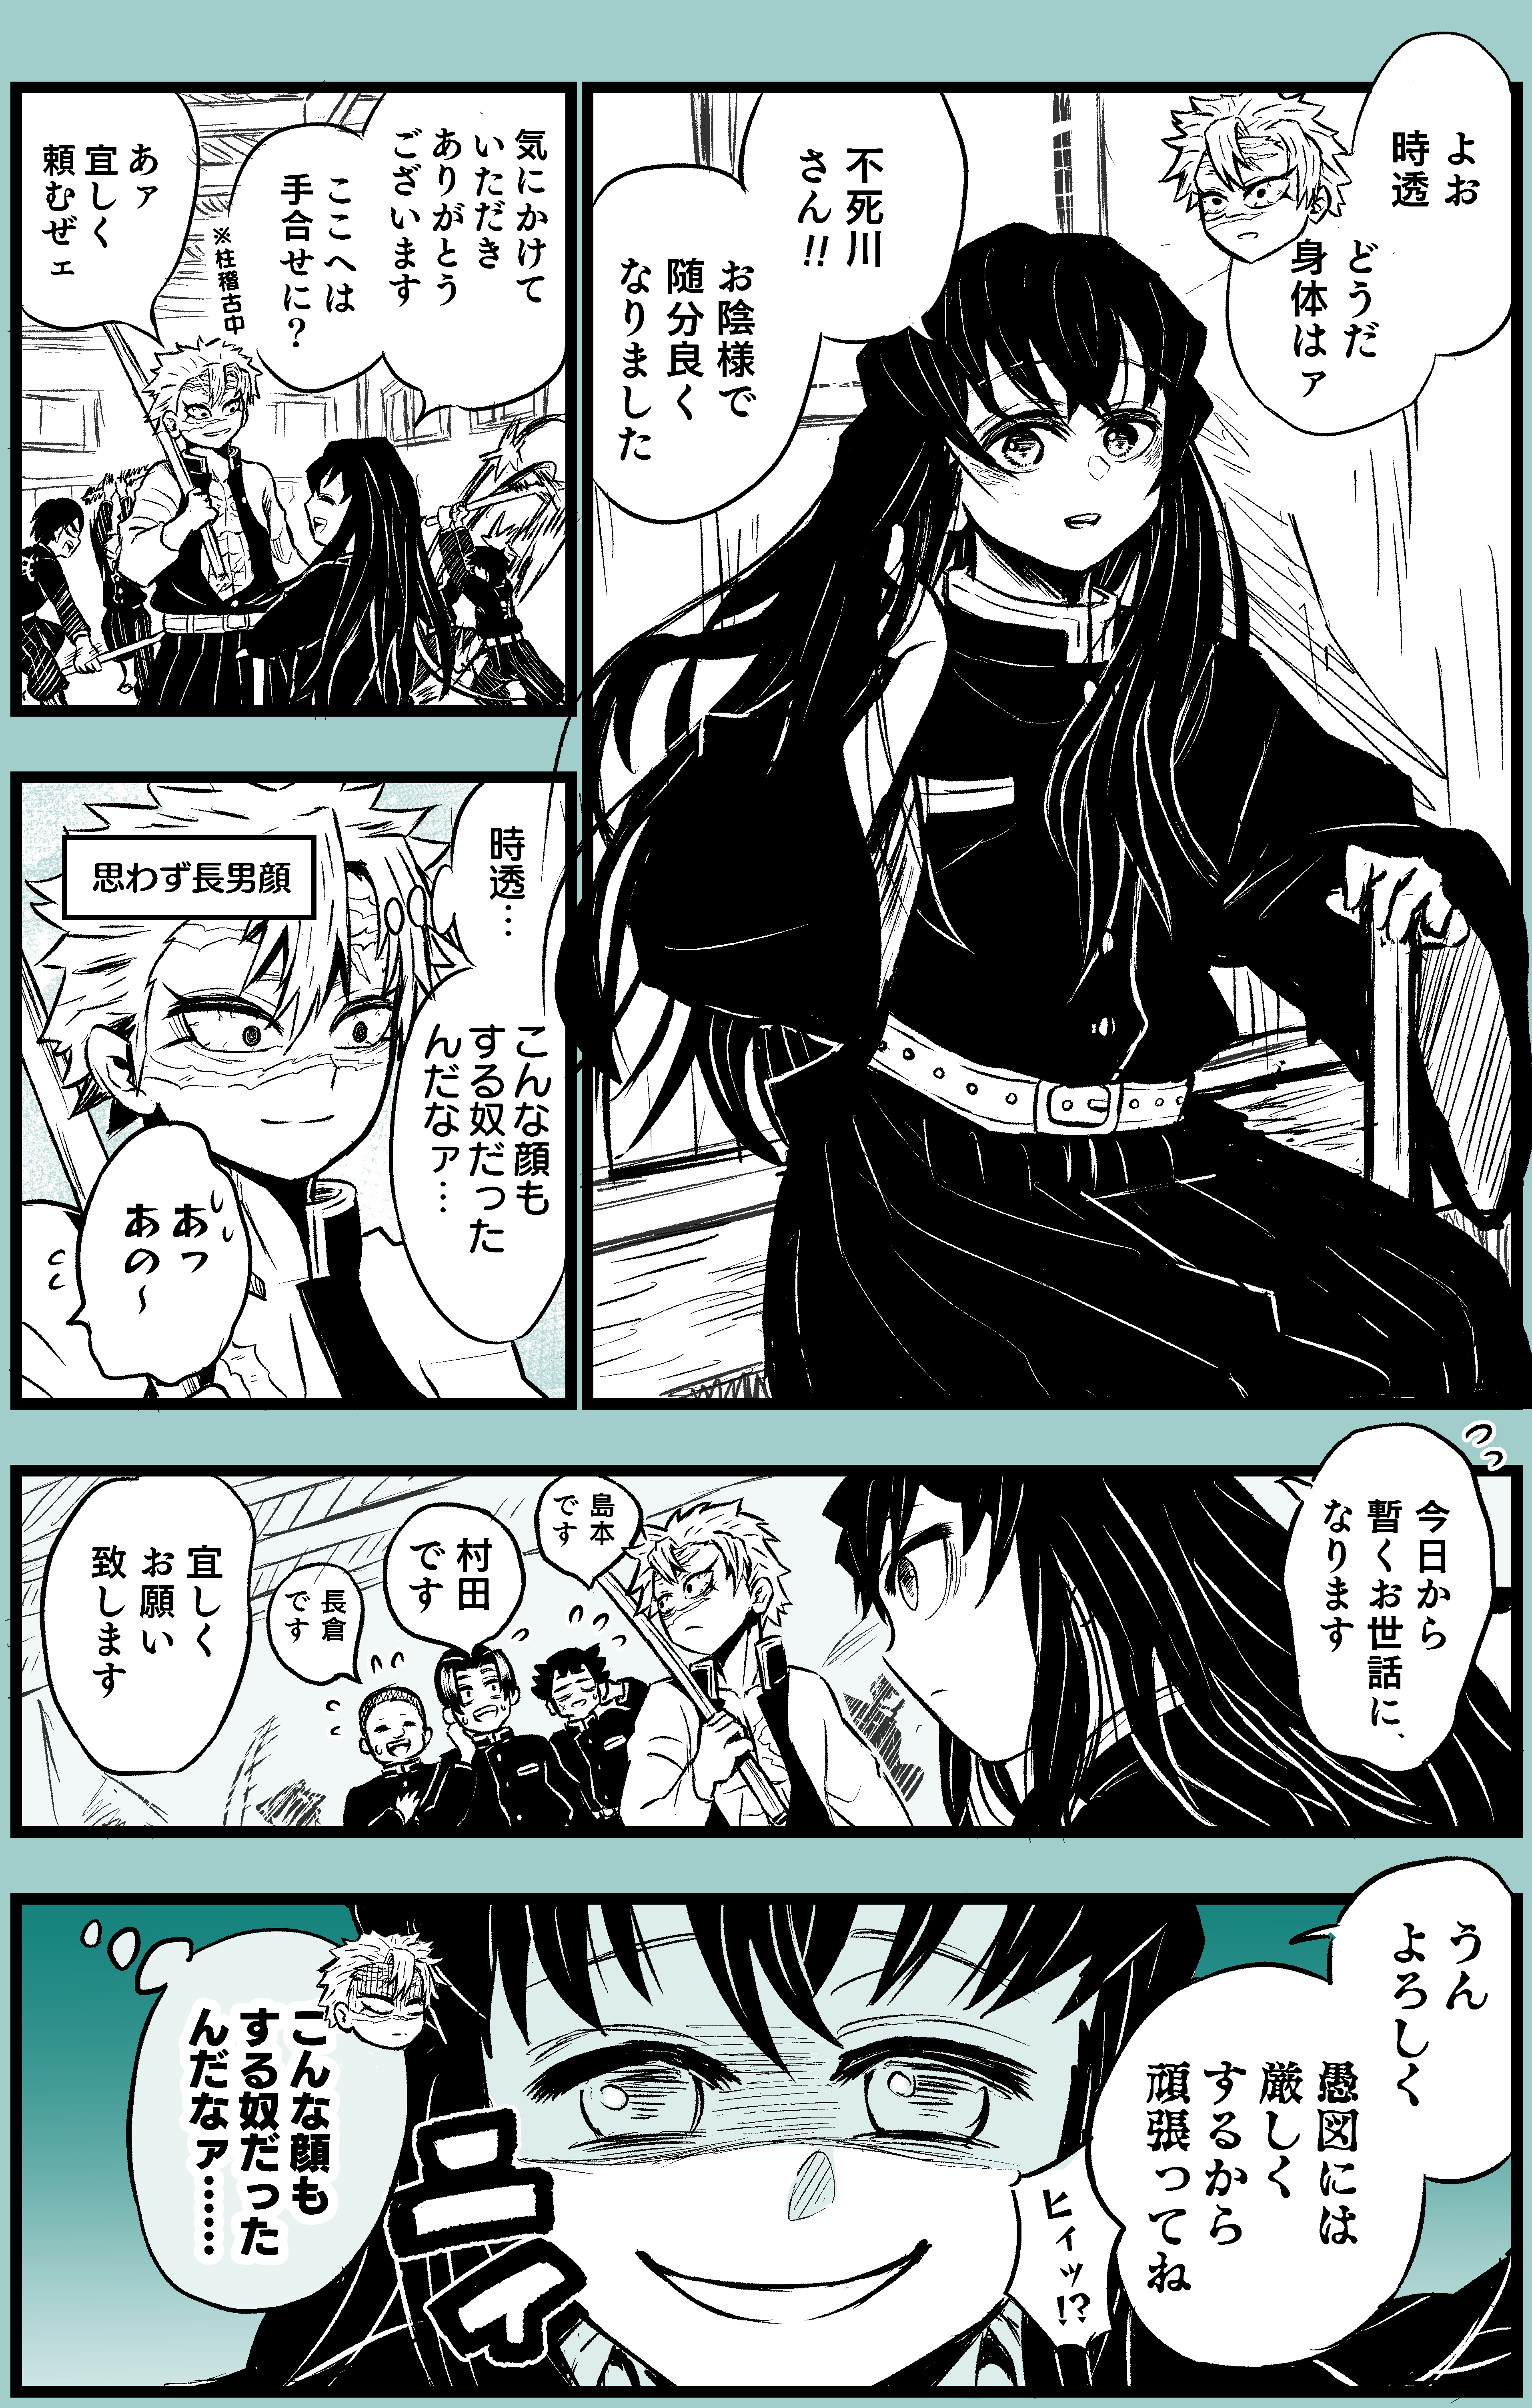 よお
時透
どうだ
身体はァ
不死川
さん!!
お陰様で
随分良く
なりました
気にかけて
いただき
ありがとう
ございます
ここへは
手合せに?
※柱稽古中
あァ
宜しく
頼むぜェ
時透…
こんな顔も
する奴だった
んだなァ…
思わず長男顔
あっ
あの~
今日から
暫くお世話に、
なります
島本
です
村田
です
長倉
です
宜しく
お願い
致します
うん
よろしく
愚図には
厳しく
するから
頑張ってね
ヒィッ!?
ニィ
こんな顔も
する奴だった
んだなァ……